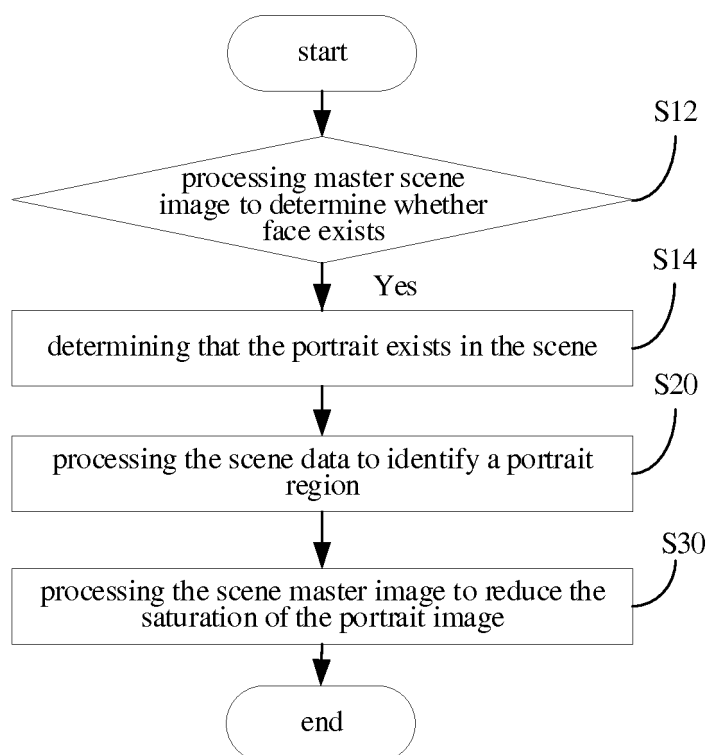 start
S12
processing master scene
image to determine whether
face exists
Yes
S14
determining that the portrait exists in the scene
S20
processing the scene data to identify a portrait
region
S30
processing the scene master image to reduce the
saturation of the portrait image
end